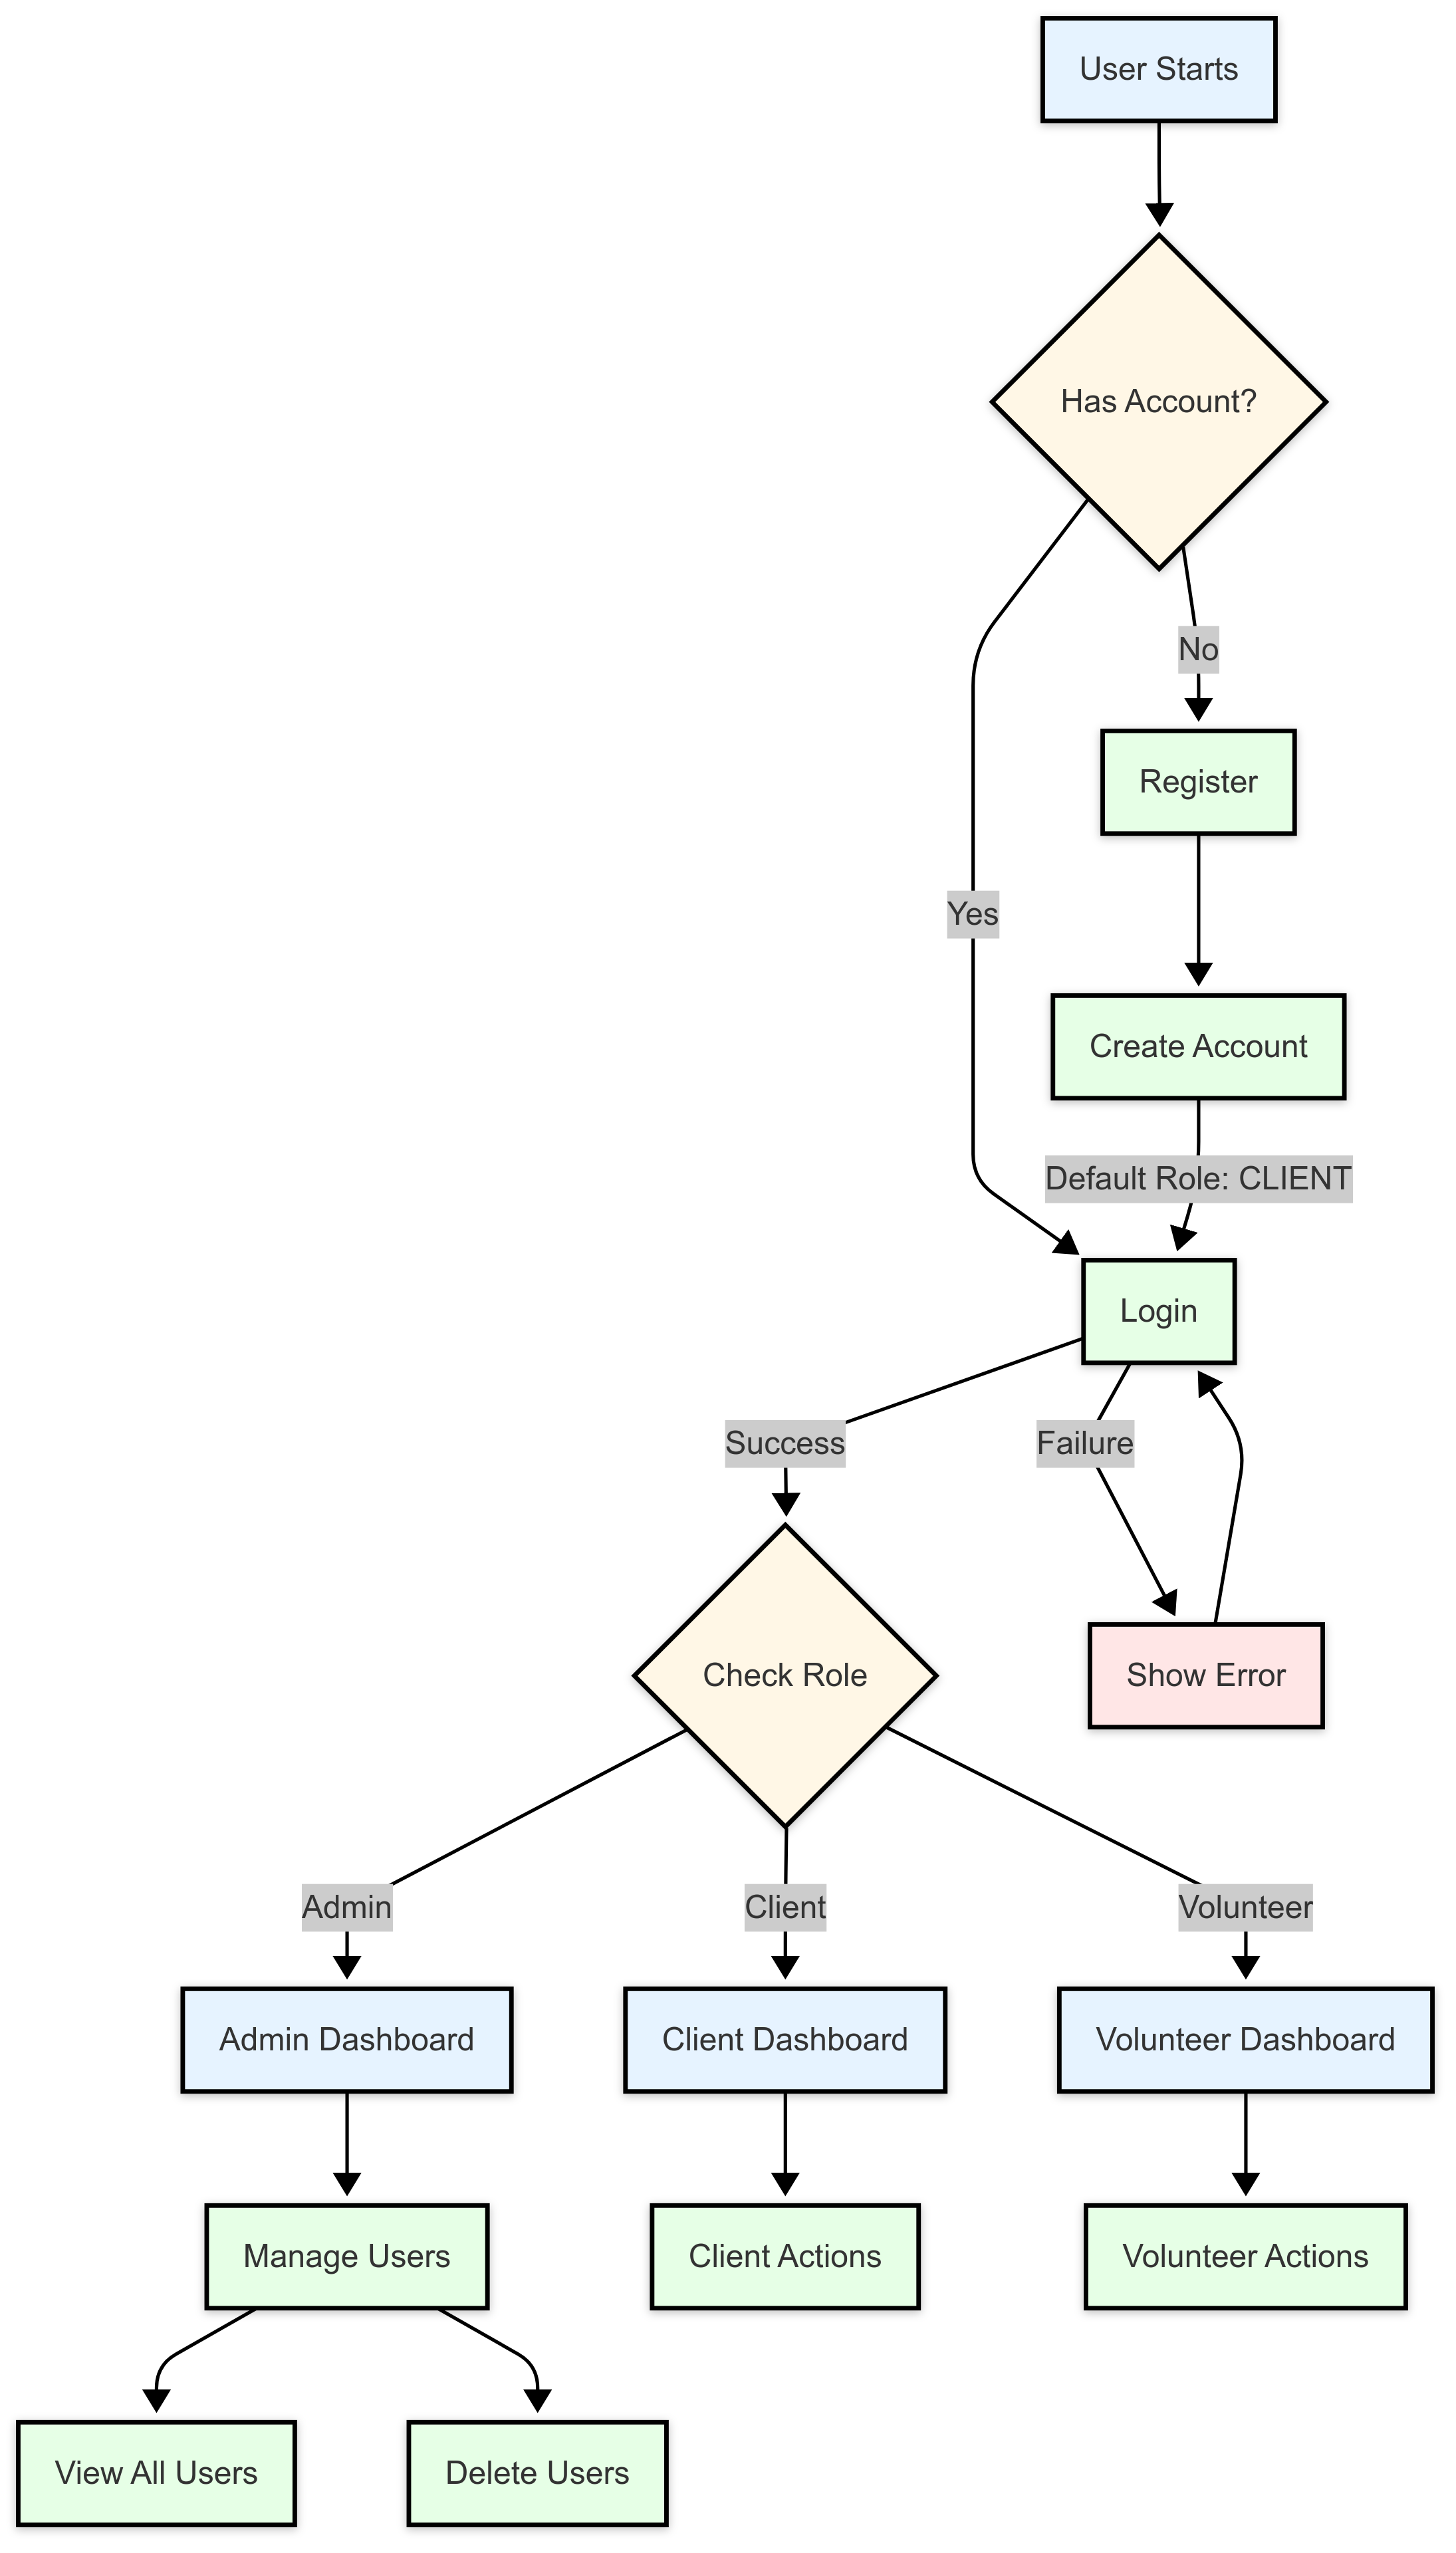 User Starts
Has Account?
No
Register
Yes
Create Account
Default Role: CLIENT
Login
Success
Failure
Check Role
Show Error
Admin
Client
Volunteer
Admin Dashboard
Client Dashboard
Volunteer Dashboard
Manage Users
Client Actions
Volunteer Actions
View All Users
Delete Users